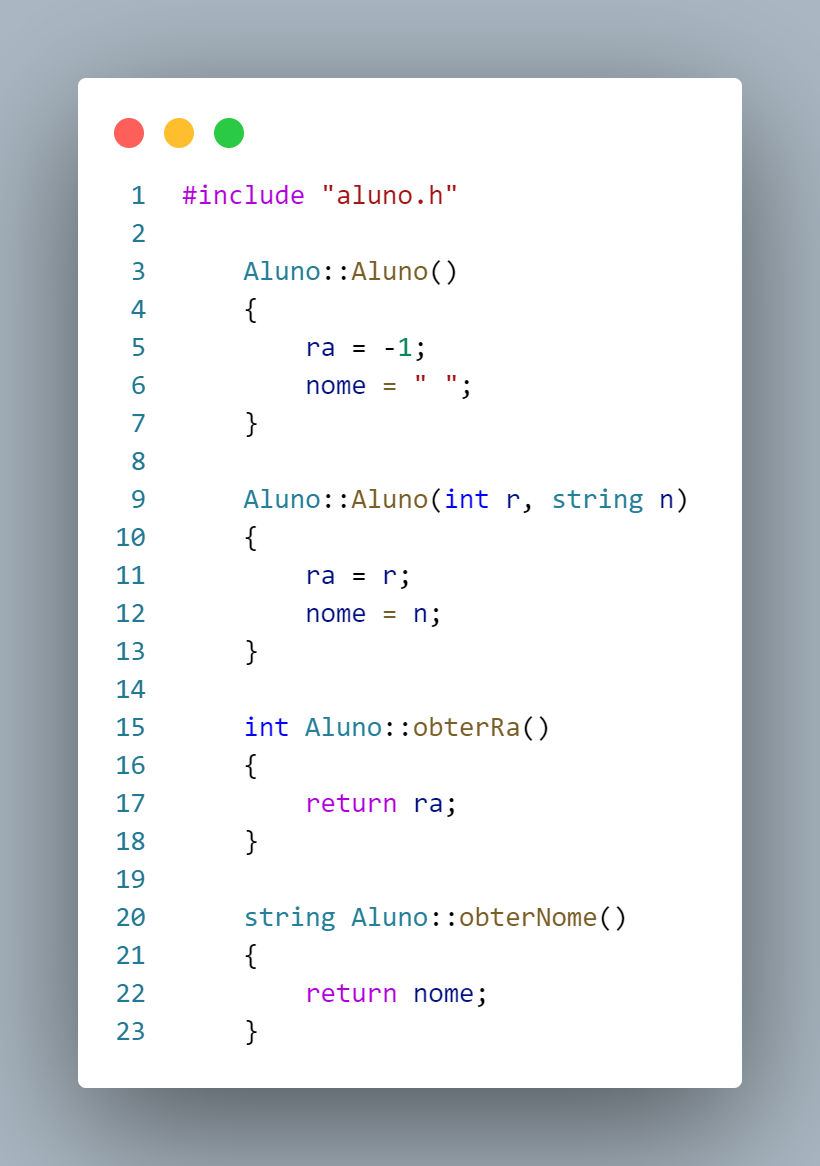 1 #include "aluno.h"
2
3 Aluno::Aluno()
4 {
5 ra = -1;
6 nome = " ";
7 }
8
9 Aluno::Aluno(int r, string n)
10 {
11 ra = r;
12 nome = n;
13 }
14
15 int Aluno::obterRa()
16 {
17 return ra;
18 }
19
20 string Aluno::obterNome()
21 {
22 return nome;
23 }